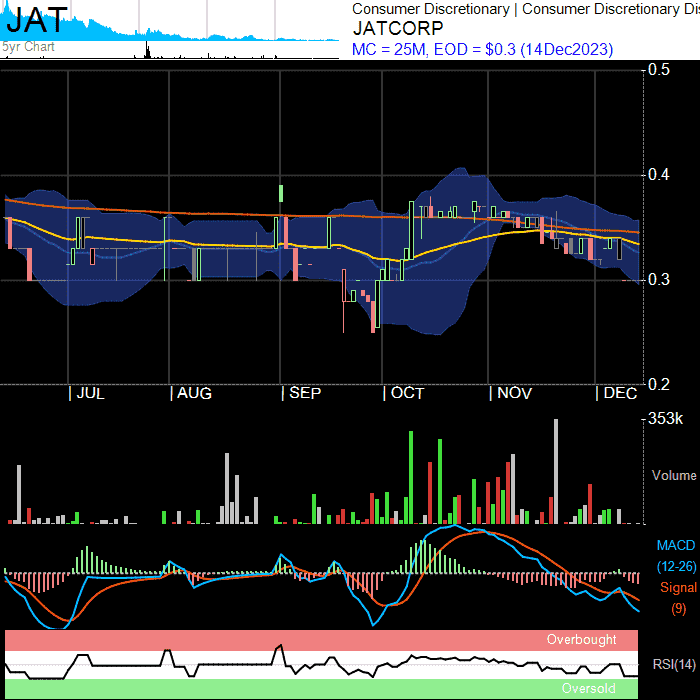 JAT
5yr Chart
Consumer Discretionary | Consumer Discretionary Dis
JATCORP
MC = 25M, EOD = $0.3 (14Dec2023)
0.5
0.4
0.3
0.2
| JUL | AUG | SEP | OCT | NOV | DEC
353k
Volume
MACD
(12-26)
Signal
(9)
Overbought
RSI(14)
Oversold